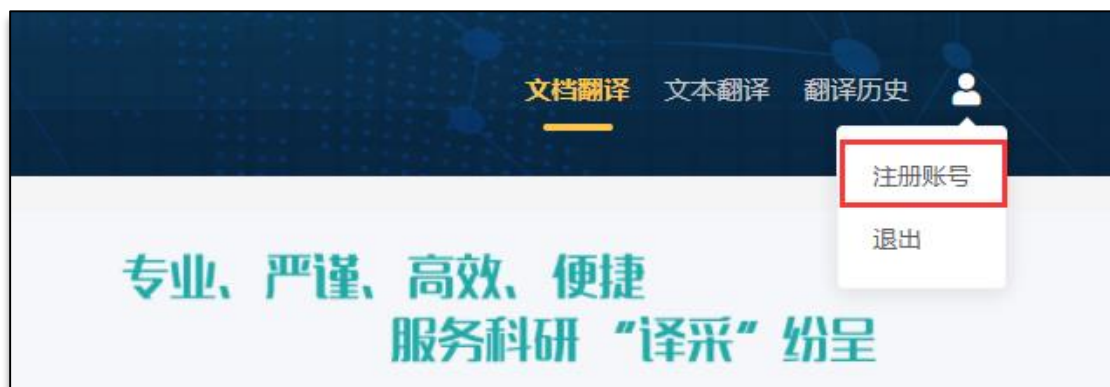 文档翻译 文本翻译 翻译历史
注册账号
退出
专业、严谨、高效、便捷
服务科研 “译采” 纷呈